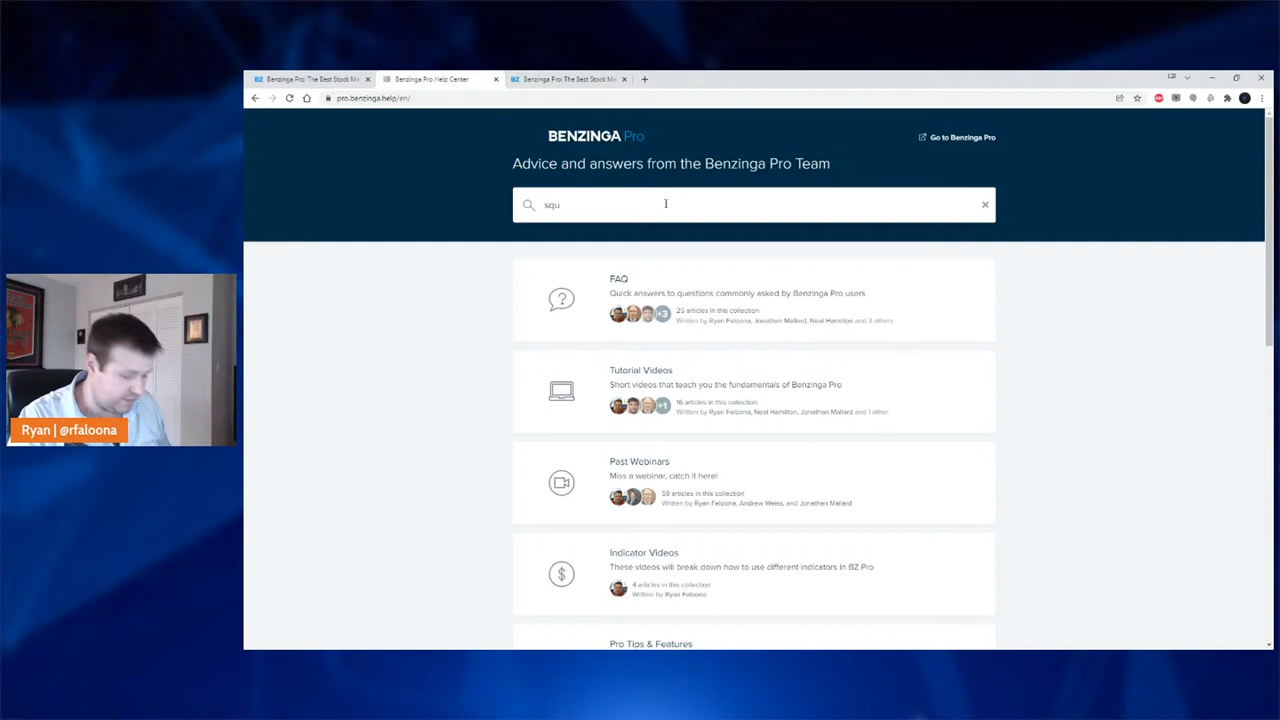 BZ Benzinga Pro: The Best Stock Ma
Benzinga Pro Help Center
BZ Benzinga Pro: The Best Stock Ma
pro.benzinga.help/en/
BENZINGA Pro
Go to Benzinga Pro
Advice and answers from the Benzinga Pro Team
squ
FAQ
Quick answers to questions commonly asked by Benzinga Pro users
+3
25 articles in this collection
Written by Ryan Faloona, Jonathan Mallard, Neal Hamilton and 3 others
Tutorial Videos
Short videos that teach you the fundamentals of Benzinga Pro
+1
16 articles in this collection
Written by Ryan Faloona, Neal Hamilton, Jonathan Mallard and 1 other
Past Webinars
Miss a webinar, catch it here!
59 articles in this collection
Written by Ryan Faloona, Andrew Weiss, and Jonathan Mallard
Indicator Videos
These videos will break down how to use different indicators in BZ Pro
4 articles in this collection
Written by Ryan Faloona
Pro Tips & Features
Ryan | @rfaloona